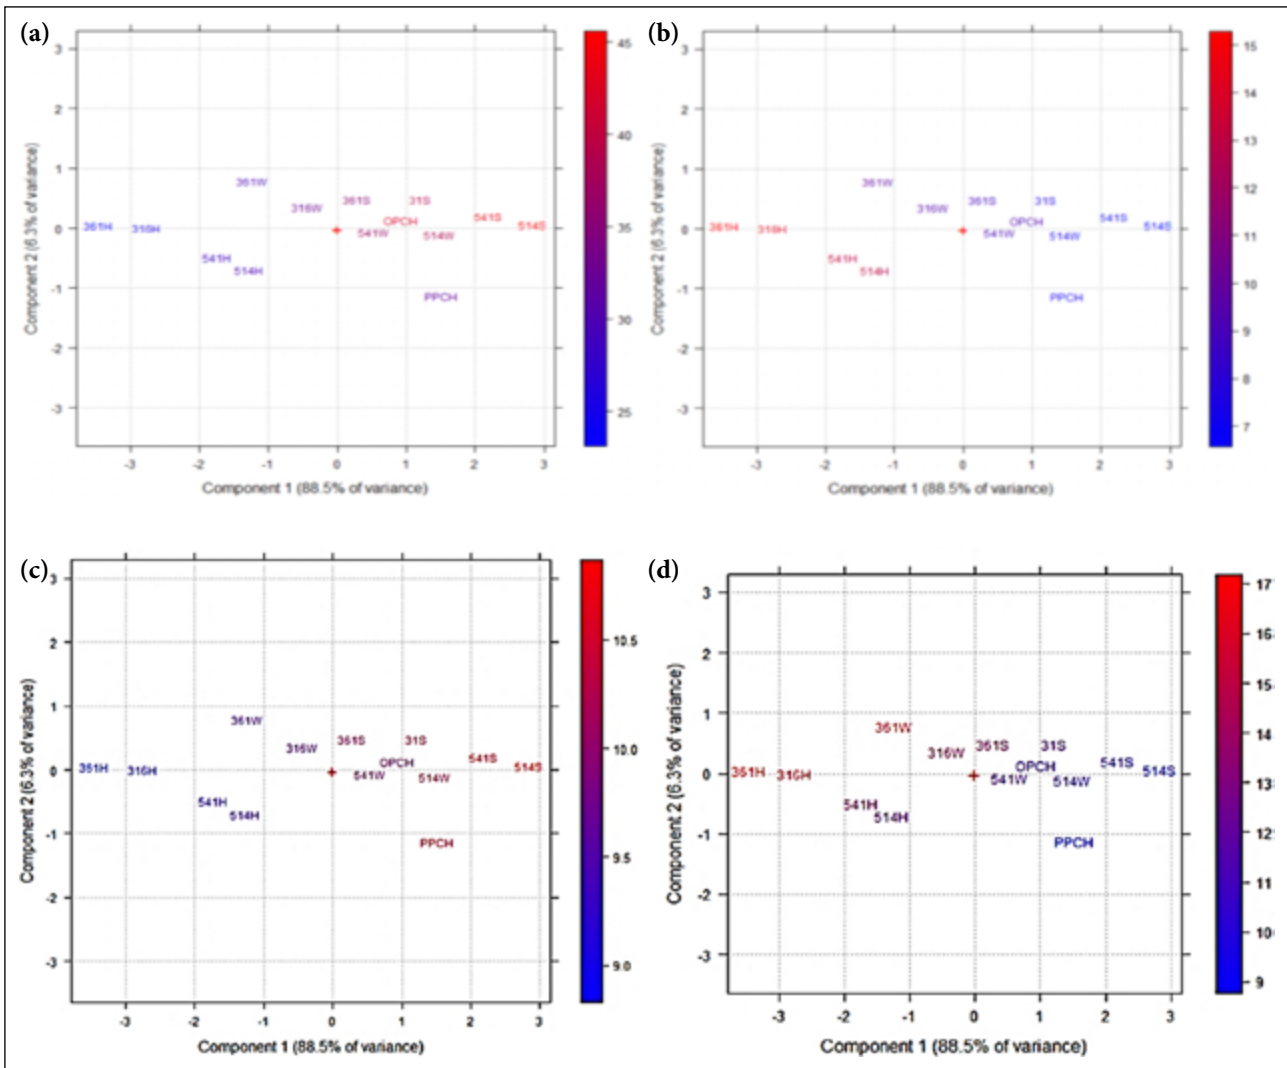 (a)
3
2
1
0
-1
-2
-3
-3 -2 -1 0 1 2 3
Component 2 (6.3% of variance)
Component 1 (88.5% of variance)
361W
316W
361S
31S
OPCH
541W
514W
541S
514S
361H
316H
541H
514H
PPCH
45
40
35
30
25
(b)
3
2
1
0
-1
-2
-3
-3 -2 -1 0 1 2 3
Component 2 (6.3% of variance)
Component 1 (88.5% of variance)
361W
316W
361S
31S
OPCH
541W
514W
541S
514S
361H
316H
541H
514H
PPCH
15
14
13
12
11
10
9
8
7
(c)
3
2
1
0
-1
-2
-3
-3 -2 -1 0 1 2 3
Component 2 (6.3% of variance)
Component 1 (88.5% of variance)
361W
316W
361S
31S
OPCH
541W
514W
541S
514S
361H
316H
541H
514H
PPCH
10.5
10.0
9.5
9.0
(d)
3
2
1
0
-1
-2
-3
-3 -2 -1 0 1 2 3
Component 2 (6.3% of variance)
Component 1 (88.5% of variance)
361W
316W
361S
31S
OPCH
541W
514W
541S
514S
361H
316H
541H
514H
PPCH
17
16
15
14
13
12
11
10
9